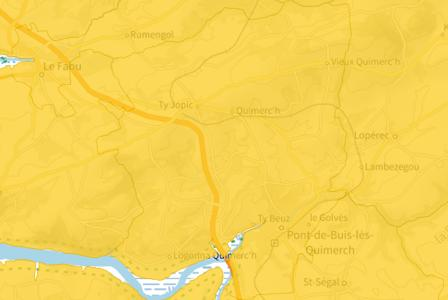 Rumengol
Le Faou
Vieux Quimerc'h
Ty Jopic
Quimerc'h
Lopérec
Lambezegou
Ty Beuz
le Golvès
Pont-de-Buis-lès-
Quimerch
Logonna Quimerc'h
St-Ségal